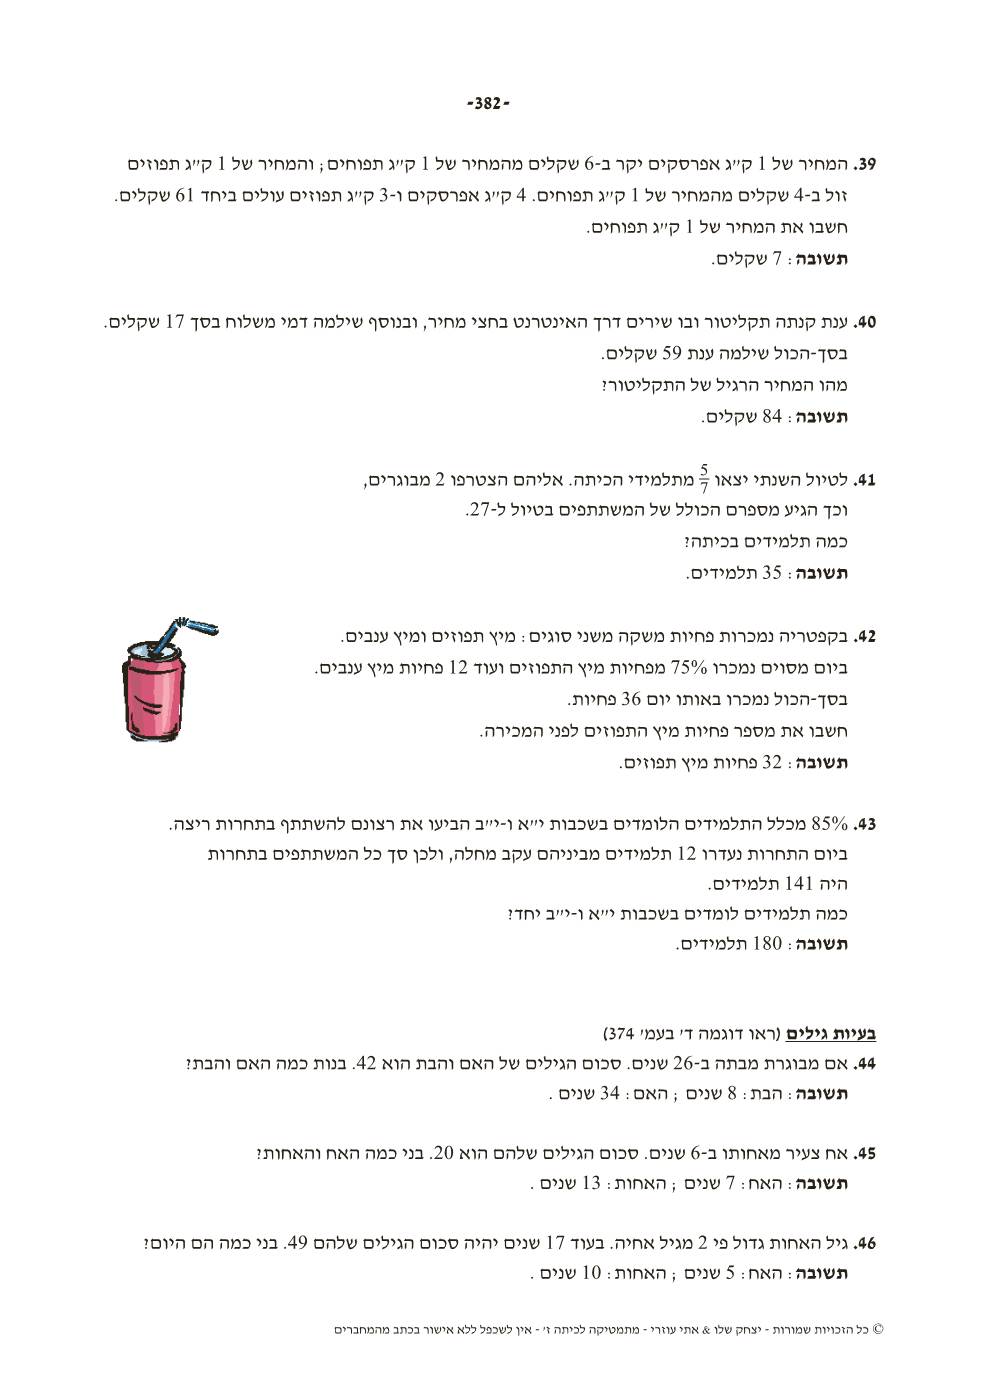 -382-
39. המחיר של 1 ק״ג אפרסקים יקר ב-6 שקלים מהמחיר של 1 ק״ג תפוחים; והמחיר של 1 ק״ג תפוזים
זול ב-4 שקלים מהמחיר של 1 ק״ג תפוחים. 4 ק״ג אפרסקים ו-3 ק״ג תפוזים עולים ביחד 61 שקלים.
חשבו את המחיר של 1 ק״ג תפוחים.
תשובה: 7 שקלים.
40. ענת קנתה תקליטור ובו שירים דרך האינטרנט בחצי מחיר, ובנוסף שילמה דמי משלוח בסך 17 שקלים.
בסך-הכול שילמה ענת 59 שקלים.
מהו המחיר הרגיל של התקליטור?
תשובה: 84 שקלים.
41. לטיול השנתי יצאו 5/7 מתלמידי הכיתה. אליהם הצטרפו 2 מבוגרים,
וכך הגיע מספרם הכולל של המשתתפים בטיול ל-27.
כמה תלמידים בכיתה?
תשובה: 35 תלמידים.
42. בקפטריה נמכרות פחיות משקה משני סוגים: מיץ תפוזים ומיץ ענבים.
ביום מסוים נמכרו 75% מפחיות מיץ התפוזים ועוד 12 פחיות מיץ ענבים.
בסך-הכול נמכרו באותו יום 36 פחיות.
חשבו את מספר פחיות מיץ התפוזים לפני המכירה.
תשובה: 32 פחיות מיץ תפוזים.
43. 85% מכלל התלמידים הלומדים בשכבות י״א ו-י״ב הביעו את רצונם להשתתף בתחרות ריצה.
ביום התחרות נעדרו 12 תלמידים מביניהם עקב מחלה, ולכן סך כל המשתתפים בתחרות
היה 141 תלמידים.
כמה תלמידים לומדים בשכבות י״א ו-י״ב יחד?
תשובה: 180 תלמידים.
בעיות גילים (ראו דוגמה ד׳ בעמ׳ 374)
44. אם מבוגרת מבתה ב-26 שנים. סכום הגילים של האם והבת הוא 42. בנות כמה האם והבת?
תשובה: הבת: 8 שנים ; האם: 34 שנים .
45. אח צעיר מאחותו ב-6 שנים. סכום הגילים שלהם הוא 20. בני כמה האח והאחות?
תשובה: האח: 7 שנים ; האחות: 13 שנים .
46. גיל האחות גדול פי 2 מגיל אחיה. בעוד 17 שנים יהיה סכום הגילים שלהם 49. בני כמה הם היום?
תשובה: האח: 5 שנים ; האחות: 10 שנים .
© כל הזכויות שמורות - יצחק שלו & אתי עוזרי - מתמטיקה לכיתה ז׳ - אין לשכפל ללא אישור בכתב מהמחברים